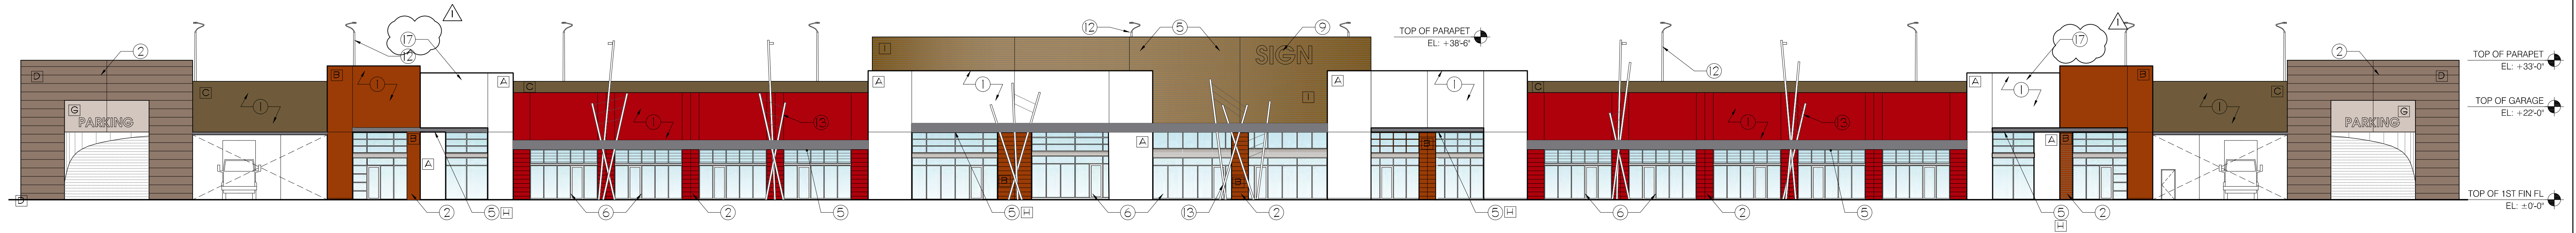 1
12
5
9
TOP OF PARAPET
EL: +38'-6"
1
17
12
17
2
12
2
TOP OF PARAPET
EL: +33'-0"
I
SIGN
D
B
1
A
A
1
A
1
1
B
D
C
C
I
C
C
G
PARKING
1
1
13
1
13
1
G
PARKING
TOP OF GARAGE
EL: +22'-0"
B
A
A
B
A
B
B
B
D
TOP OF 1ST FIN FL
EL: ±0'-0"
2
5 H
6
2
5
5 H
6
13
2
5 H
6
2
5
5
H
2